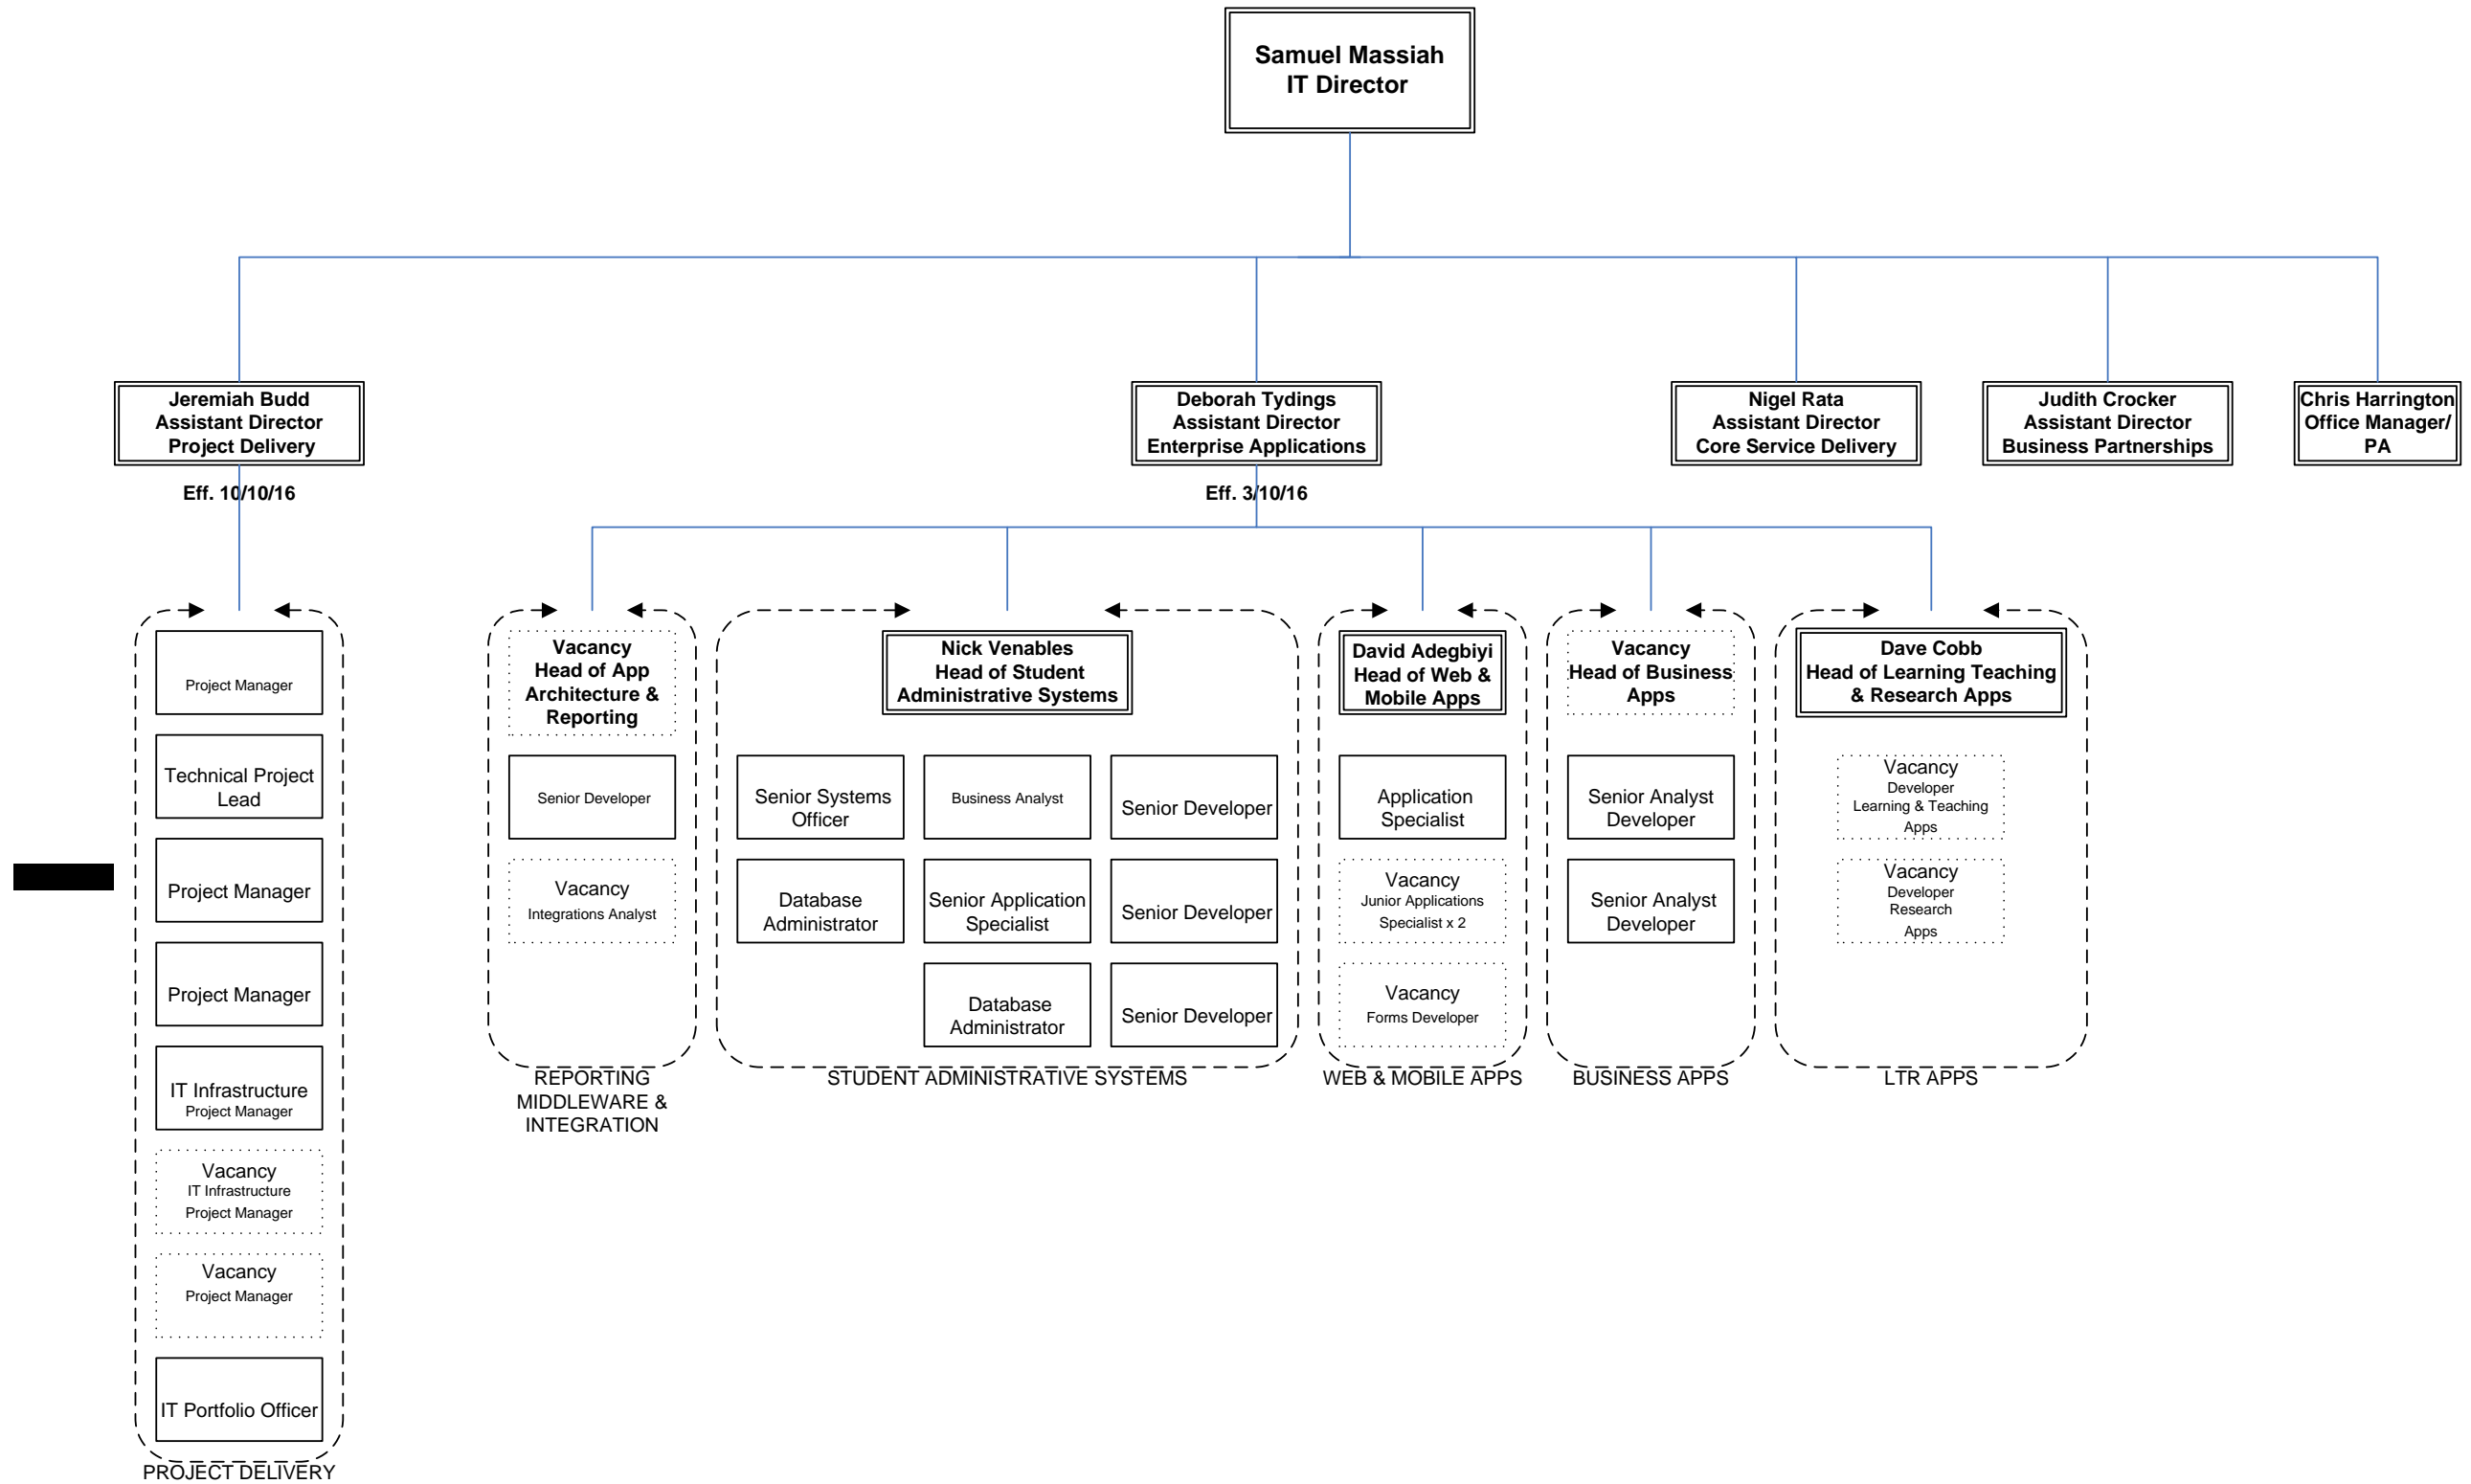 Samuel Massiah
IT Director
Jeremiah Budd
Assistant Director
Project Delivery
Eff. 10/10/16
Deborah Tydings
Assistant Director
Enterprise Applications
Eff. 3/10/16
Nigel Rata
Assistant Director
Core Service Delivery
Judith Crocker
Assistant Director
Business Partnerships
Chris Harrington
Office Manager/
PA
Project Manager
Technical Project
Lead
Project Manager
Project Manager
IT Infrastructure
Project Manager
Vacancy
IT Infrastructure
Project Manager
Vacancy
Project Manager
IT Portfolio Officer
PROJECT DELIVERY
Vacancy
Head of App
Architecture &
Reporting
Senior Developer
Vacancy
Integrations Analyst
REPORTING
MIDDLEWARE &
INTEGRATION
Nick Venables
Head of Student
Administrative Systems
Senior Systems
Officer
Business Analyst
Senior Developer
Database
Administrator
Senior Application
Specialist
Senior Developer
Database
Administrator
Senior Developer
STUDENT ADMINISTRATIVE SYSTEMS
David Adegbiyi
Head of Web &
Mobile Apps
Application
Specialist
Vacancy
Junior Applications
Specialist x 2
Vacancy
Forms Developer
WEB & MOBILE APPS
Vacancy
Head of Business
Apps
Senior Analyst
Developer
Senior Analyst
Developer
BUSINESS APPS
Dave Cobb
Head of Learning Teaching
& Research Apps
Vacancy
Developer
Learning & Teaching
Apps
Vacancy
Developer
Research
Apps
LTR APPS